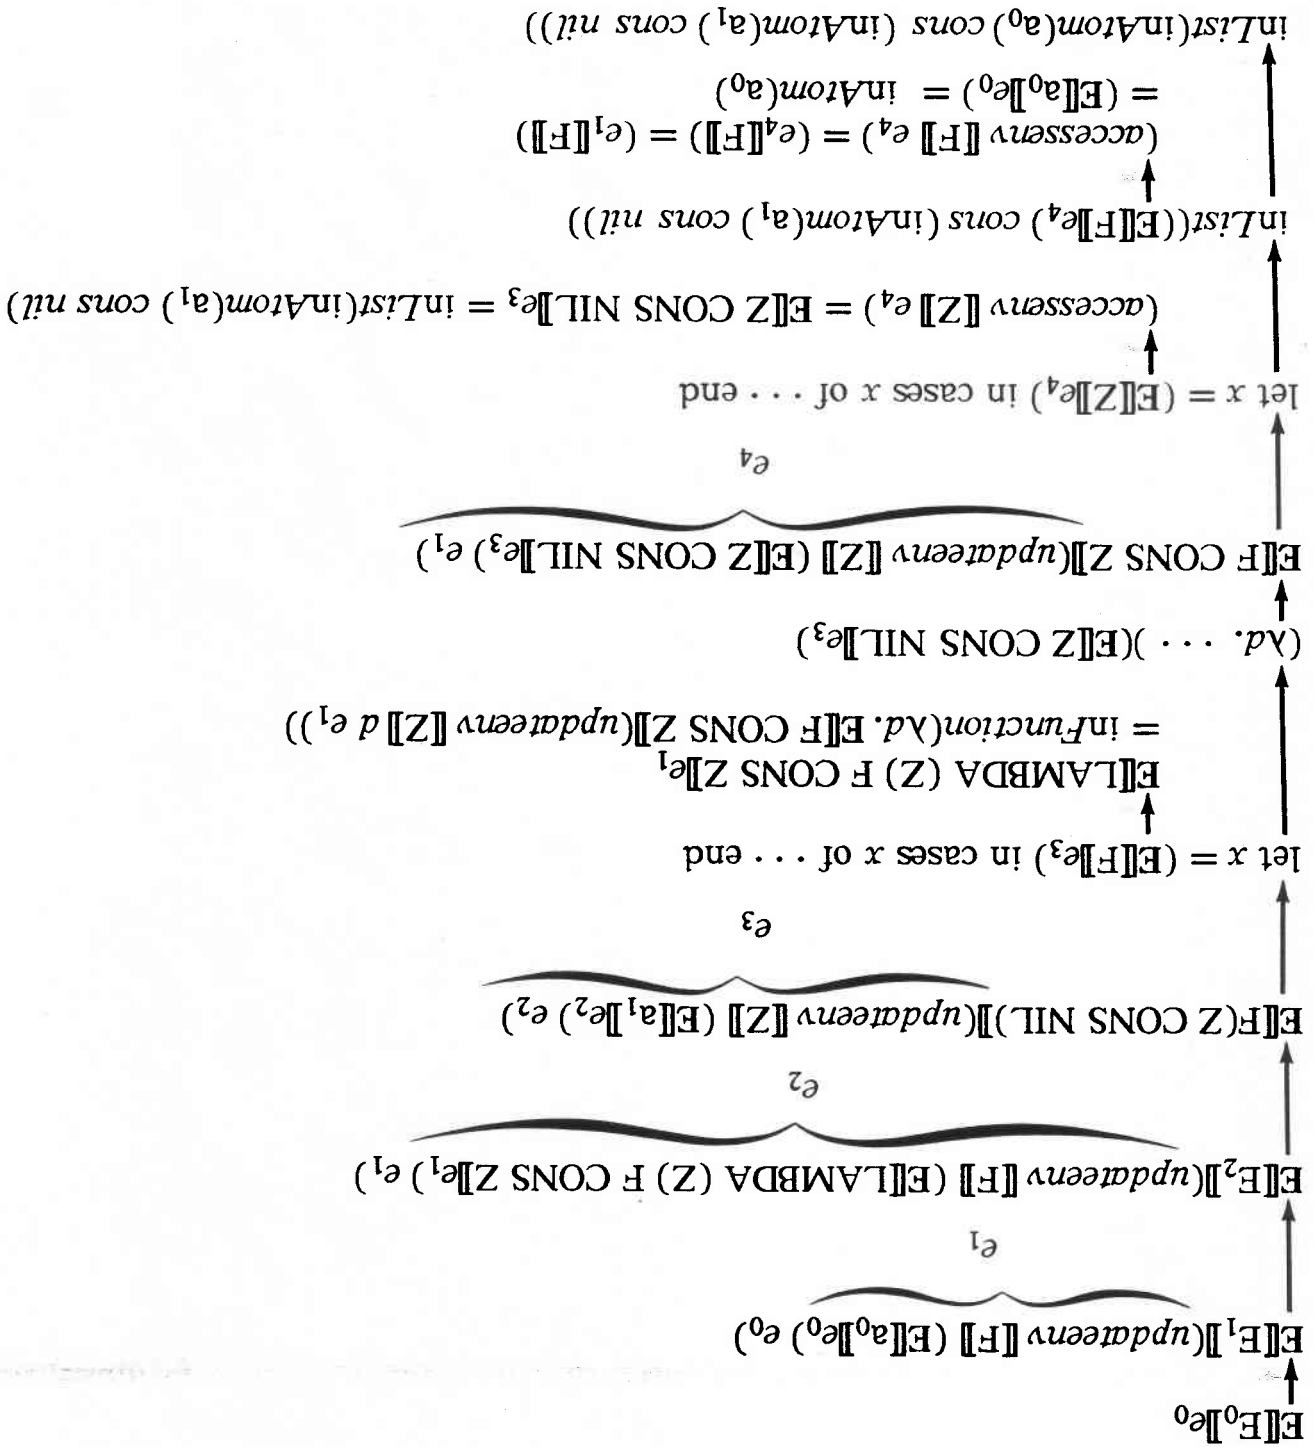 E⟦E₀⟧e₀
E⟦E₁⟧(updateenv ⟦F⟧ (E⟦a₀⟧e₀) e₀)
e₁
E⟦E₂⟧(updateenv ⟦F⟧ (E⟦LAMBDA (Z) F CONS Z⟧e₁) e₁)
e₂
E⟦F(Z CONS NIL)⟧(updateenv ⟦Z⟧ (E⟦a₁⟧e₂) e₂)
e₃
let x = (E⟦F⟧e₃) in cases x of · · · end
E⟦LAMBDA (Z) F CONS Z⟧e₁
= inFunction(λd. E⟦F CONS Z⟧(updateenv ⟦Z⟧ d e₁))
(λd. · · · )(E⟦Z CONS NIL⟧e₃)
E⟦F CONS Z⟧(updateenv ⟦Z⟧ (E⟦Z CONS NIL⟧e₃) e₁)
e₄
let x = (E⟦Z⟧e₄) in cases x of · · · end
(accessenv ⟦Z⟧ e₄) = E⟦Z CONS NIL⟧e₃ = inList(inAtom(a₁) cons nil)
inList((E⟦F⟧e₄) cons (inAtom(a₁) cons nil))
(accessenv ⟦F⟧ e₄) = (e₄⟦F⟧) = (e₁⟦F⟧)
= (E⟦a₀⟧e₀) = inAtom(a₀)
inList(inAtom(a₀) cons (inAtom(a₁) cons nil))